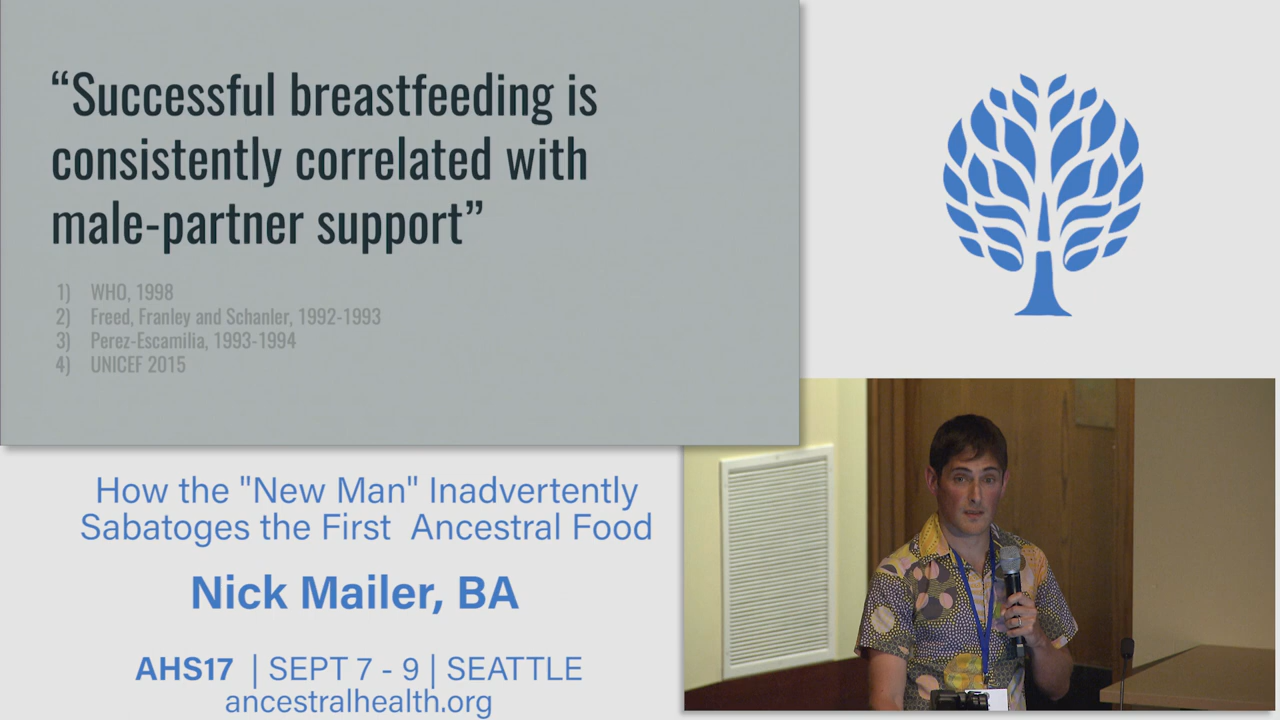 “Successful breastfeeding is
consistently correlated with
male-partner support”
1) WHO, 1998
2) Freed, Franley and Schanler, 1992-1993
3) Perez-Escamilia, 1993-1994
4) UNICEF 2015
How the "New Man" Inadvertently
Sabatoges the First Ancestral Food
Nick Mailer, BA
AHS17 | SEPT 7 - 9 | SEATTLE
ancestralhealth.org